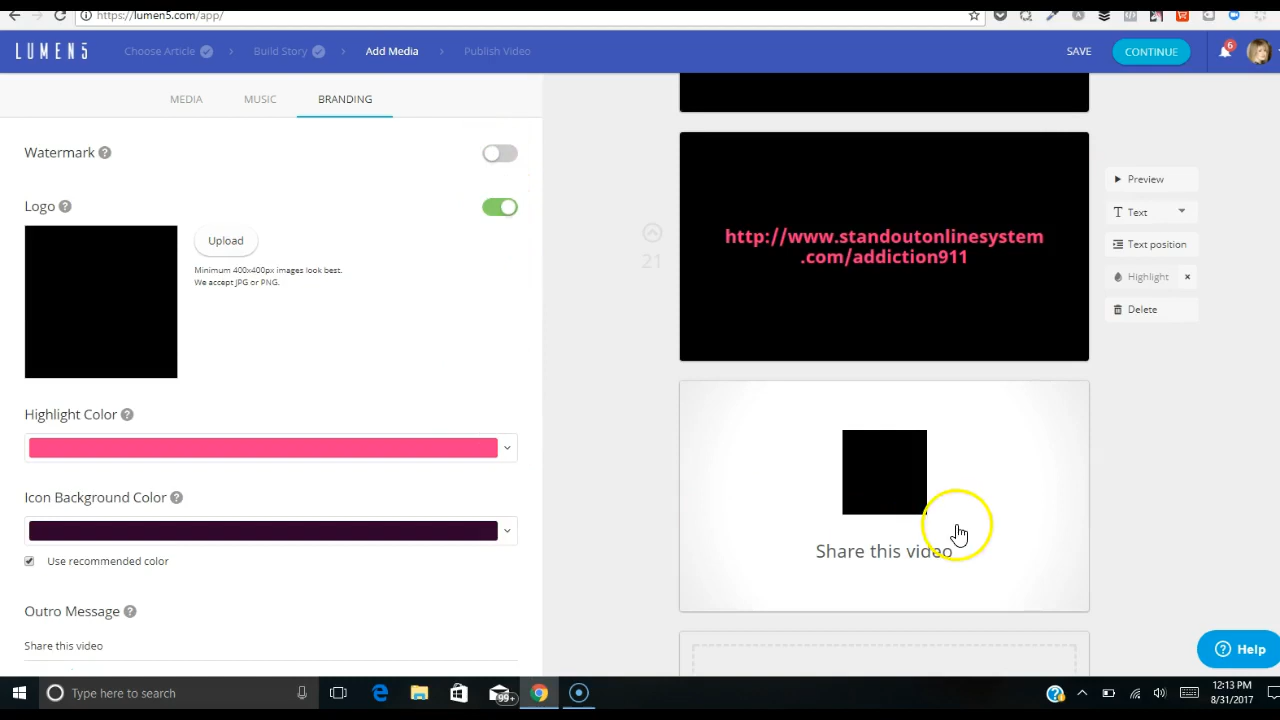 https://lumen5.com/app/
LUMEN5
Choose Article
Build Story
Add Media
Publish Video
SAVE
CONTINUE
6
MEDIA
MUSIC
BRANDING
Watermark ?
Logo ?
Upload
Minimum 400x400px images look best.
We accept JPG or PNG.
Highlight Color ?
Icon Background Color ?
Use recommended color
Outro Message ?
Share this video
21
http://www.standoutonlinesystem
.com/addiction911
Preview
Text
Text position
Highlight ×
Delete
Share this video
? Help
Type here to search
99+
12:13 PM
8/31/2017